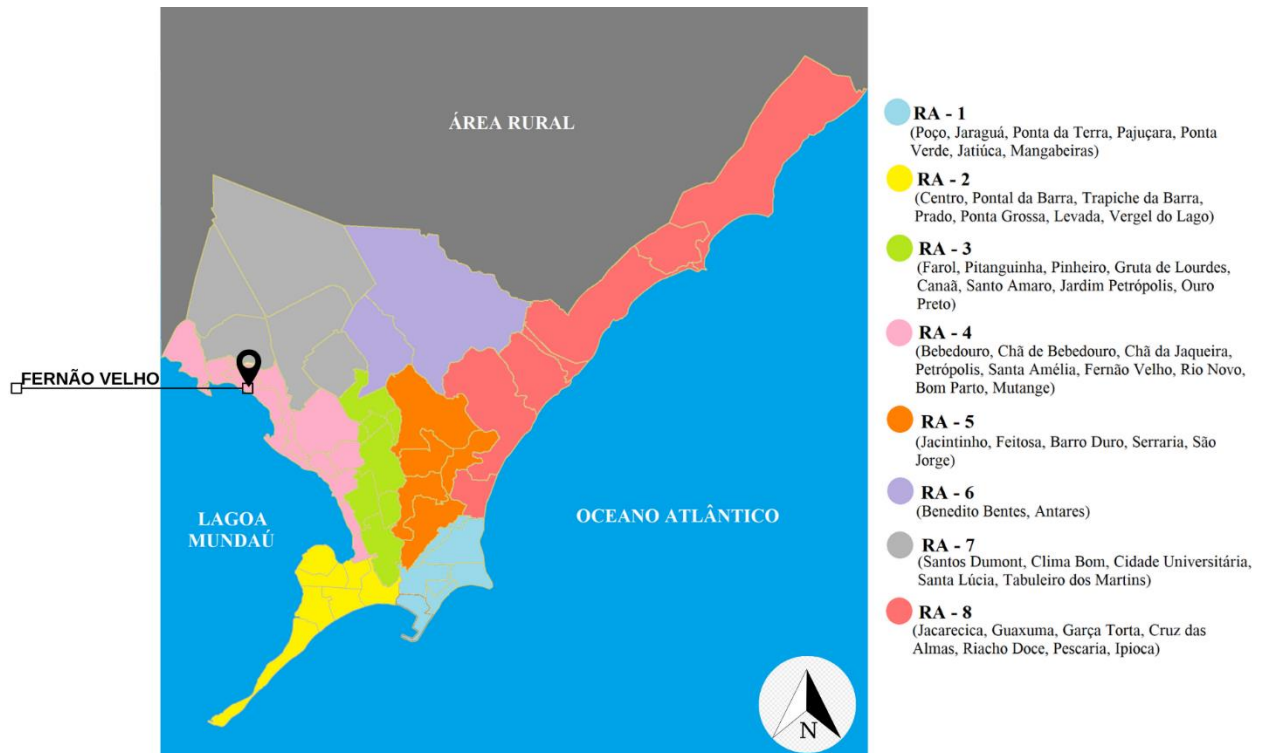 ÁREA RURAL
FERNÃO VELHO
LAGOA
MUNDAÚ
OCEANO ATLÂNTICO
N
RA - 1
(Poço, Jaraguá, Ponta da Terra, Pajuçara, Ponta
Verde, Jatiúca, Mangabeiras)
RA - 2
(Centro, Pontal da Barra, Trapiche da Barra,
Prado, Ponta Grossa, Levada, Vergel do Lago)
RA - 3
(Farol, Pitanguinha, Pinheiro, Gruta de Lourdes,
Canaã, Santo Amaro, Jardim Petrópolis, Ouro
Preto)
RA - 4
(Bebedouro, Chã de Bebedouro, Chã da Jaqueira,
Petrópolis, Santa Amélia, Fernão Velho, Rio Novo,
Bom Parto, Mutange)
RA - 5
(Jacintinho, Feitosa, Barro Duro, Serraria, São
Jorge)
RA - 6
(Benedito Bentes, Antares)
RA - 7
(Santos Dumont, Clima Bom, Cidade Universitária,
Santa Lúcia, Tabuleiro dos Martins)
RA - 8
(Jacarecica, Guaxuma, Garça Torta, Cruz das
Almas, Riacho Doce, Pescaria, Ipioca)